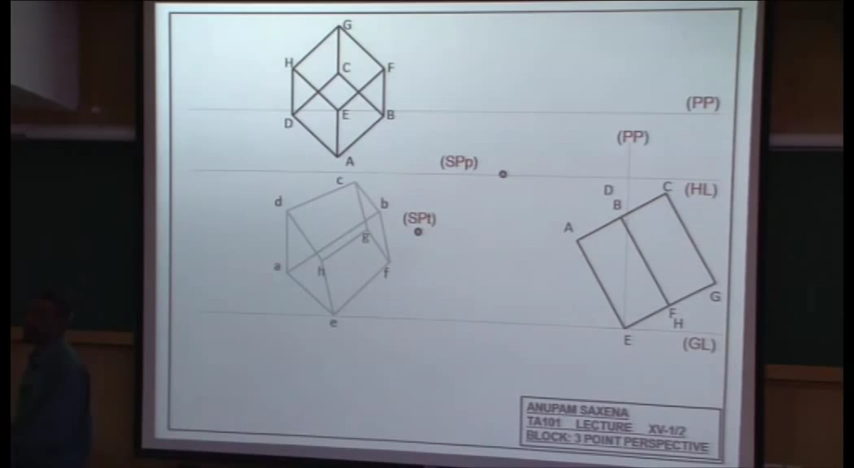 G
H
C
F
(PP)
D
E
B
(PP)
A
(SPp)
c
D
C
(HL)
d
b
B
(SPt)
A
g
a
h
f
G
F
H
e
E
(GL)
ANUPAM SAXENA
TA101 LECTURE XV-1/2
BLOCK: 3 POINT PERSPECTIVE